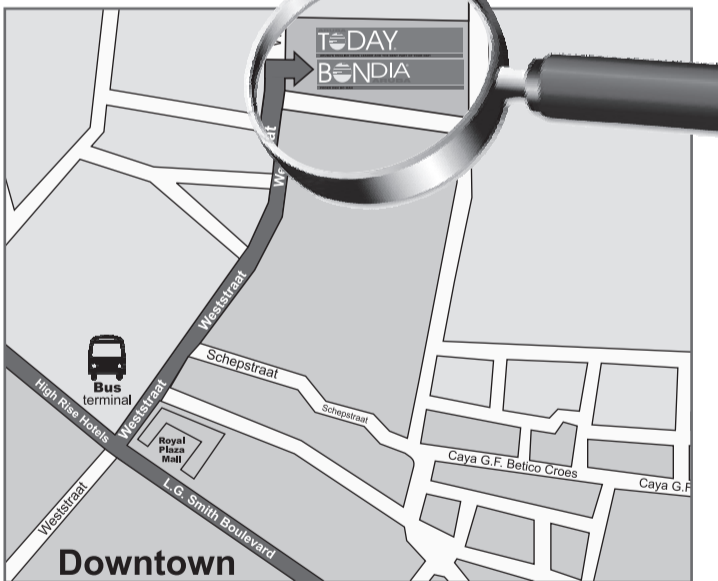 TODAY
BONDIA
Weststraat
Weststraat
Schepstraat
Bus
terminal
High Rise Hotels
Weststraat
Schepstraat
Royal
Plaza
Mall
Caya G.F. Betico Croes
Caya G.F
Weststraat
L.G. Smith Boulevard
Downtown